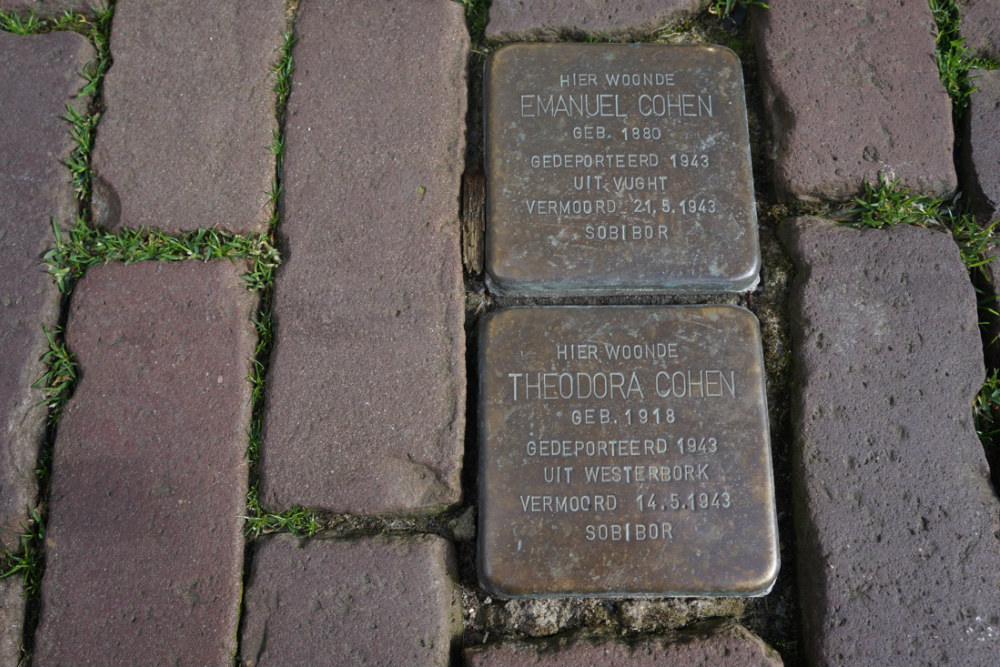 HIER WOONDE
EMANUEL COHEN
GEB. 1880
GEDEPORTEERD 1943
UIT VUGHT
VERMOORD 21.5.1943
SOBIBOR
HIER WOONDE
THEODORA COHEN
GEB. 1918
GEDEPORTEERD 1943
UIT WESTERBORK
VERMOORD 14.5.1943
SOBIBOR